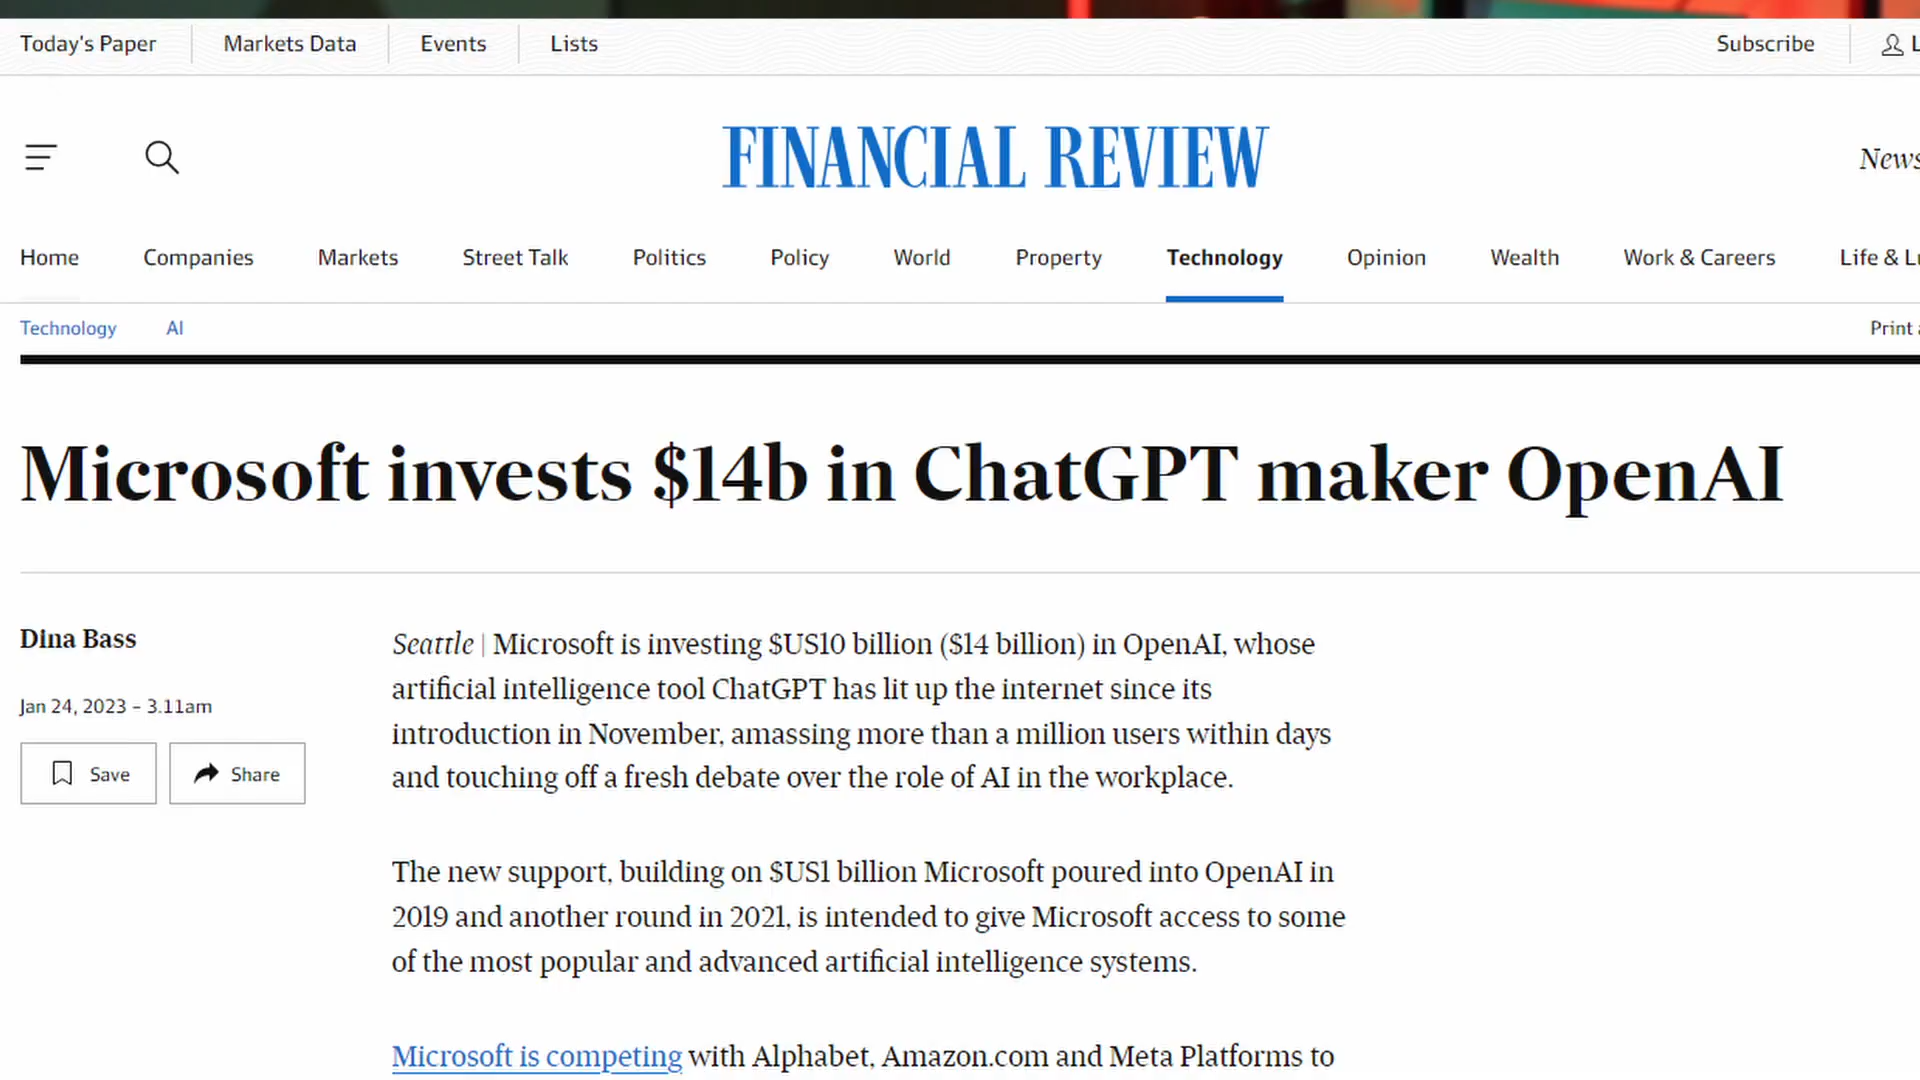 Today's Paper Markets Data Events Lists Subscribe
FINANCIAL REVIEW
Home Companies Markets Street Talk Politics Policy World Property Technology Opinion Wealth Work & Careers Life &
Technology AI Print
Microsoft invests $14b in ChatGPT maker OpenAI
Dina Bass
Jan 24, 2023 – 3.11am
Save Share
Seattle | Microsoft is investing $US10 billion ($14 billion) in OpenAI, whose
artificial intelligence tool ChatGPT has lit up the internet since its
introduction in November, amassing more than a million users within days
and touching off a fresh debate over the role of AI in the workplace.
The new support, building on $US1 billion Microsoft poured into OpenAI in
2019 and another round in 2021, is intended to give Microsoft access to some
of the most popular and advanced artificial intelligence systems.
Microsoft is competing with Alphabet, Amazon.com and Meta Platforms to